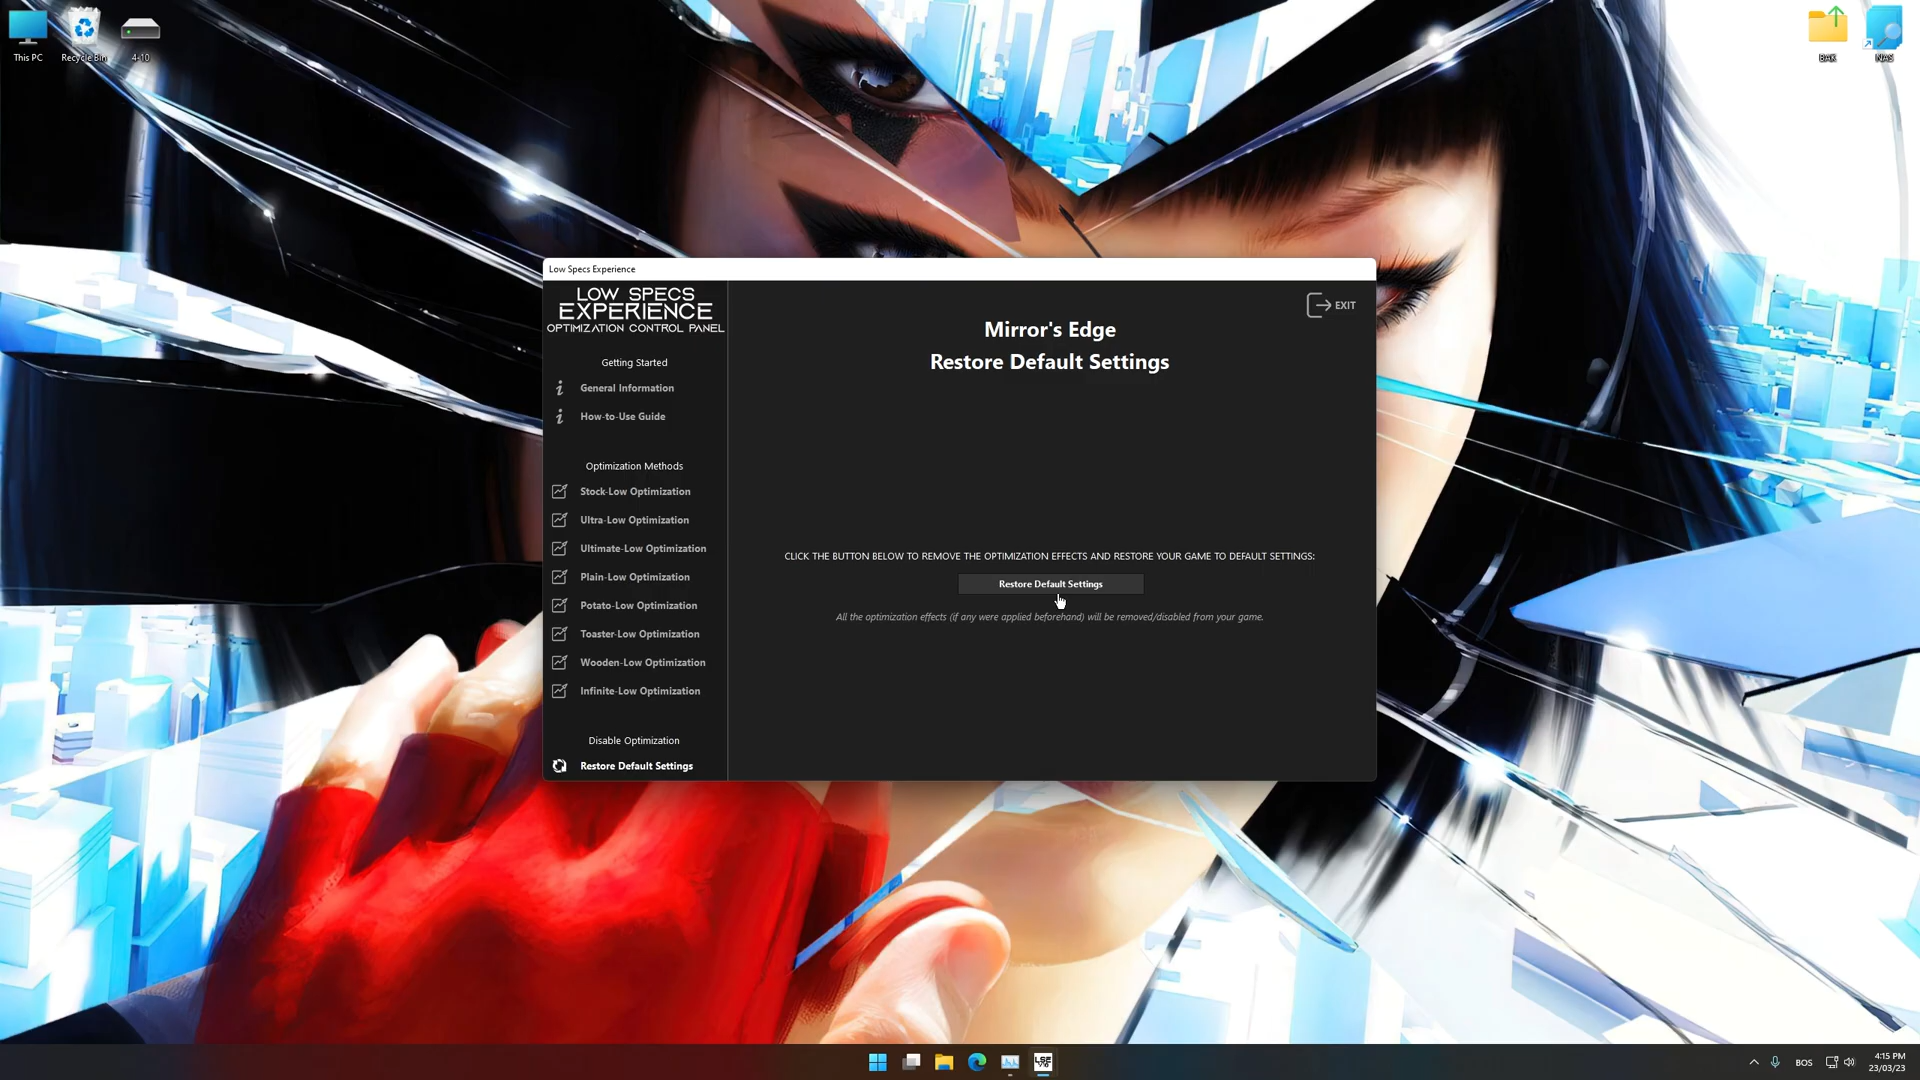 This PC
Recycle Bin
4-10
BAK
NAS
Low Specs Experience
LOW SPECS
EXPERIENCE
OPTIMIZATION CONTROL PANEL
Getting Started
General Information
How-to-Use Guide
Optimization Methods
Stock-Low Optimization
Ultra-Low Optimization
Ultimate-Low Optimization
Plain-Low Optimization
Potato-Low Optimization
Toaster-Low Optimization
Wooden-Low Optimization
Infinite-Low Optimization
Disable Optimization
Restore Default Settings
EXIT
Mirror's Edge
Restore Default Settings
CLICK THE BUTTON BELOW TO REMOVE THE OPTIMIZATION EFFECTS AND RESTORE YOUR GAME TO DEFAULT SETTINGS:
Restore Default Settings
All the optimization effects (if any were applied beforehand) will be removed/disabled from your game.
LSE
BOS
4:15 PM
23/03/23